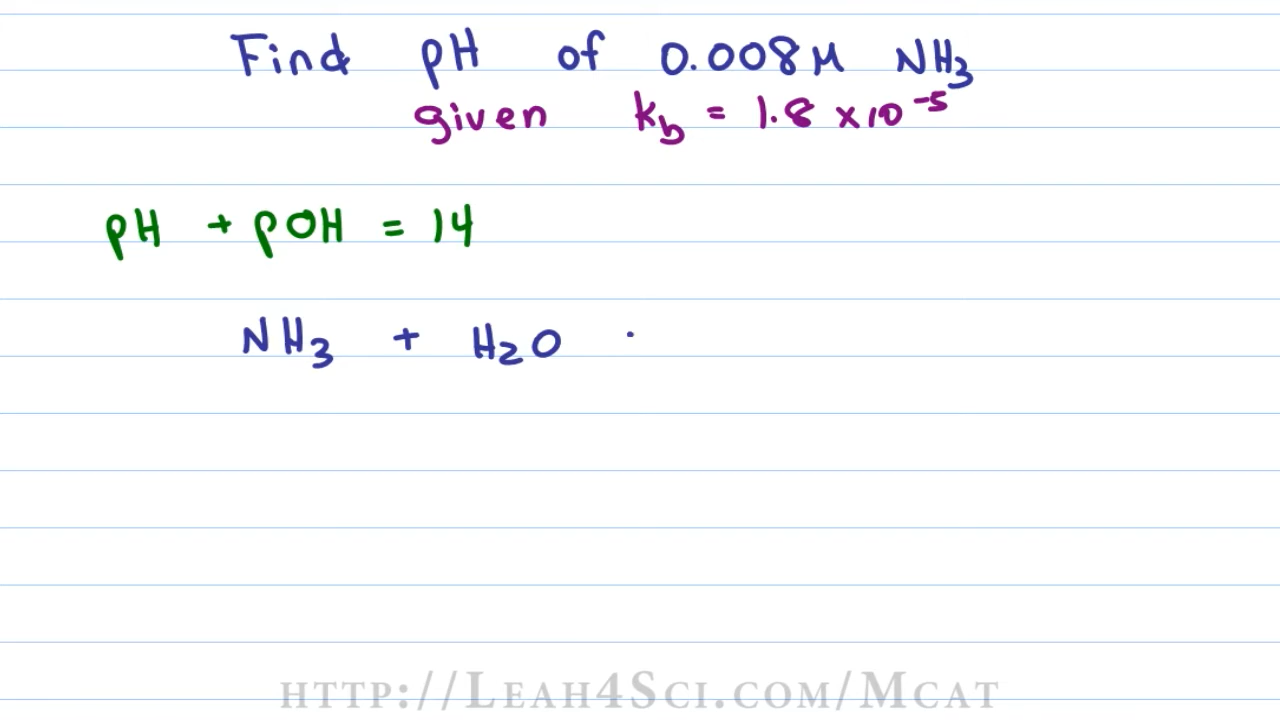 Find pH of 0.008M NH₃
given kb = 1.8 x10⁻⁵
pH + pOH = 14
NH₃ + H₂O
HTTP://LEAH4SCI.COM/MCAT